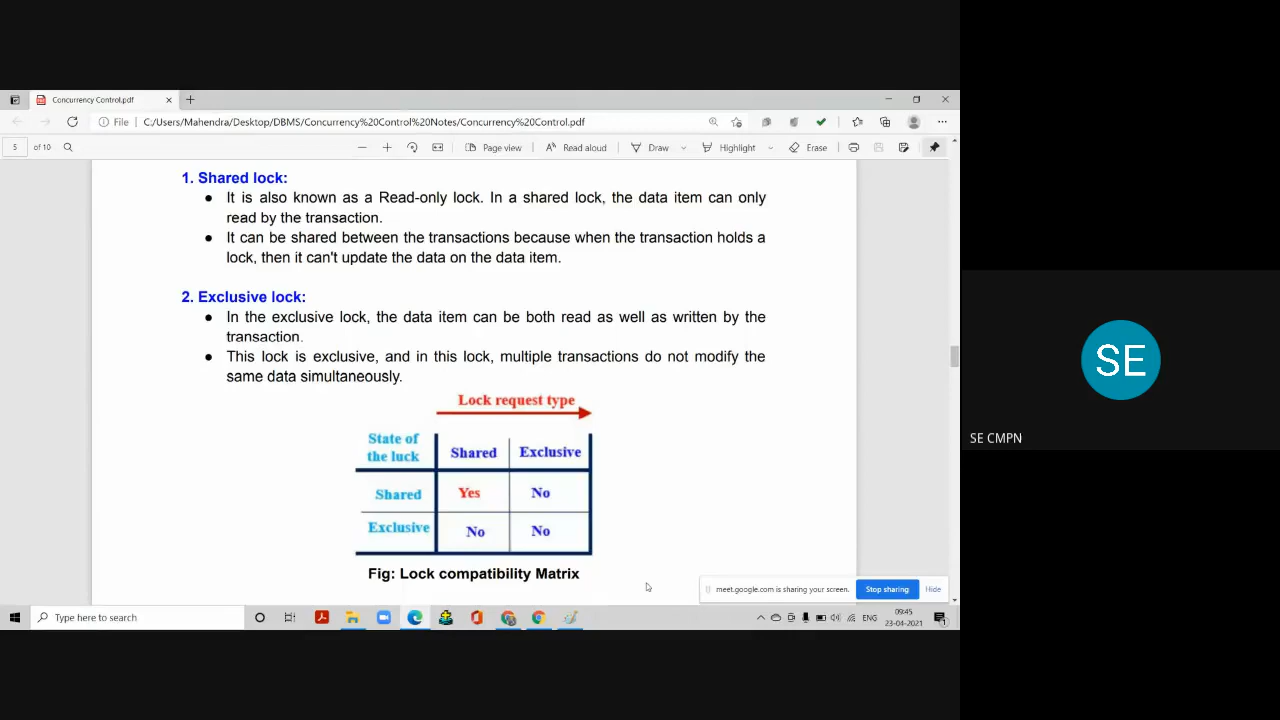 Concurrency Control.pdf
File
C:/Users/Mahendra/Desktop/DBMS/Concurrency%20Control%20Notes/Concurrency%20Control.pdf
5 of 10
Page view
Read aloud
Draw
Highlight
Erase
1. Shared lock:
● It is also known as a Read-only lock. In a shared lock, the data item can only
read by the transaction.
● It can be shared between the transactions because when the transaction holds a
lock, then it can't update the data on the data item.
2. Exclusive lock:
● In the exclusive lock, the data item can be both read as well as written by the
transaction.
● This lock is exclusive, and in this lock, multiple transactions do not modify the
same data simultaneously.
Lock request type
State of
the luck
Shared Exclusive
Shared Yes No
Exclusive No No
Fig: Lock compatibility Matrix
meet.google.com is sharing your screen.
Stop sharing
Hide
Type here to search
ENG
09:45
23-04-2021
SE
SE CMPN